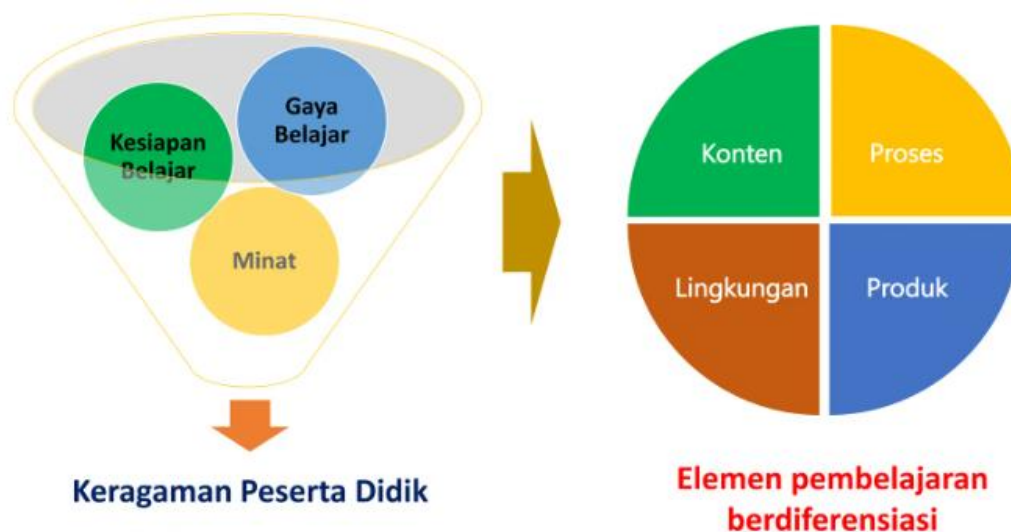 Kesiapan
Belajar
Gaya
Belajar
Minat
Keragaman Peserta Didik
Konten
Proses
Lingkungan
Produk
Elemen pembelajaran
berdiferensiasi